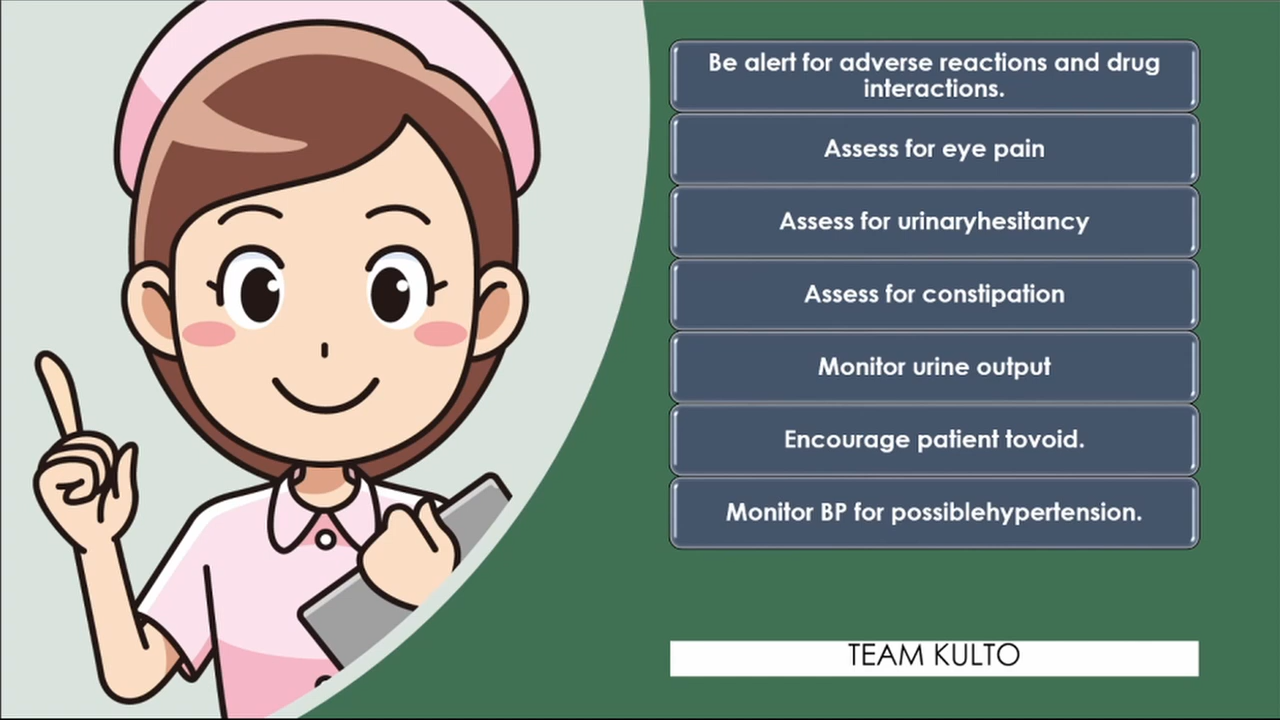 Be alert for adverse reactions and drug
interactions.
Assess for eye pain
Assess for urinaryhesitancy
Assess for constipation
Monitor urine output
Encourage patient tovoid.
Monitor BP for possiblehypertension.
TEAM KULTO